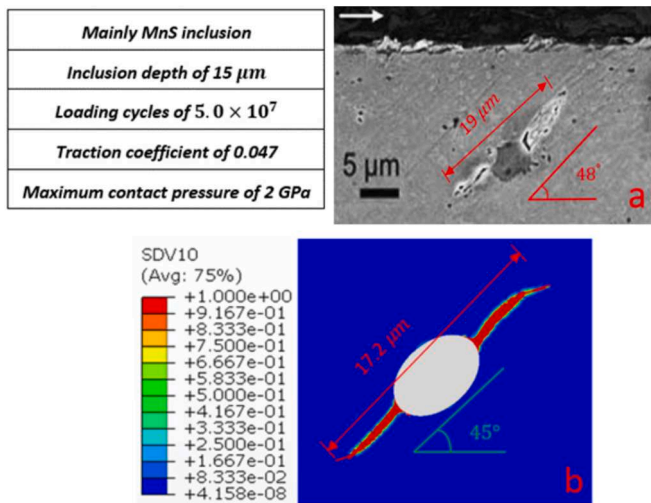 Mainly MnS inclusion
Inclusion depth of 15 μm
Loading cycles of 5.0 × 10⁷
Traction coefficient of 0.047
Maximum contact pressure of 2 GPa
19 μm
5 μm
48°
a
SDV10
(Avg: 75%)
+1.000e+00
+9.167e-01
+8.333e-01
+7.500e-01
+6.667e-01
+5.833e-01
+5.000e-01
+4.167e-01
+3.333e-01
+2.500e-01
+1.667e-01
+8.333e-02
+4.158e-08
17.2 μm
45°
b